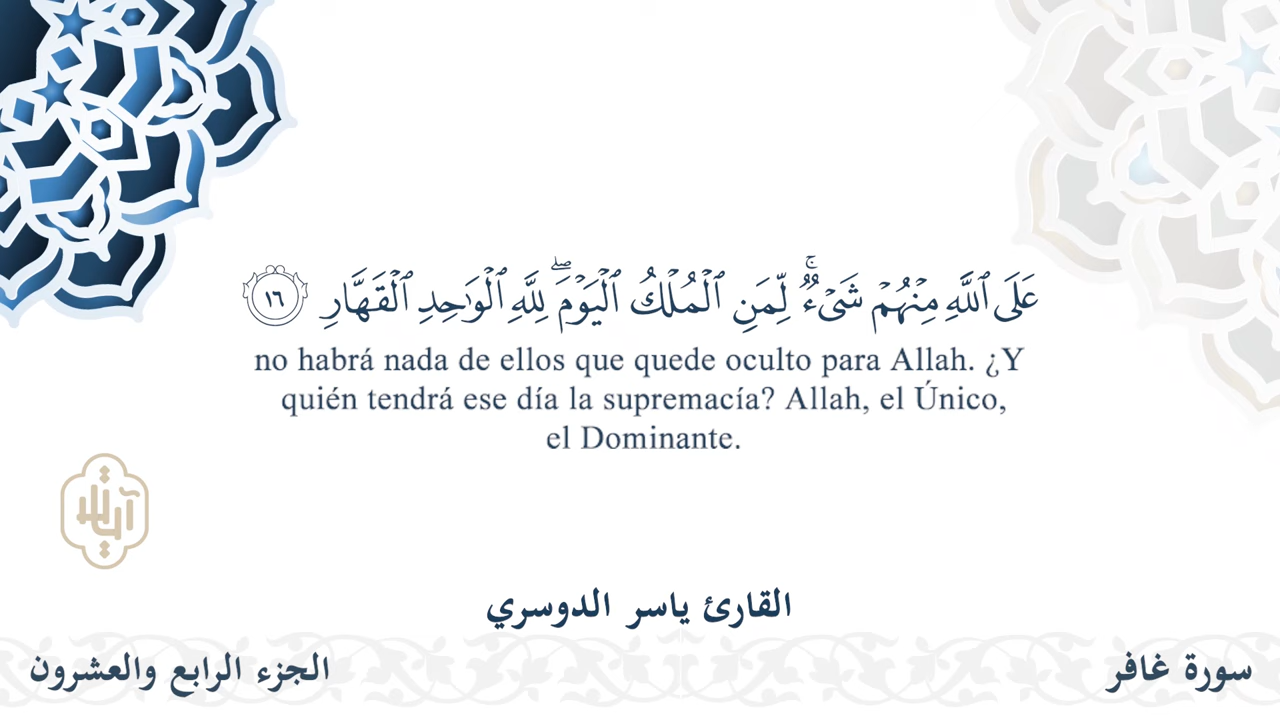 عَلَى ٱللَّهِ مِنْهُمْ شَىْءٌۚ لِّمَنِ ٱلْمُلْكُ ٱلْيَوْمَۖ لِلَّهِ ٱلْوَٰحِدِ ٱلْقَهَّارِ ١٦
no habrá nada de ellos que quede oculto para Allah. ¿Y
quién tendrá ese día la supremacía? Allah, el Único,
el Dominante.
القارئ ياسر الدوسري
سورة غافر
الجزء الرابع والعشرون